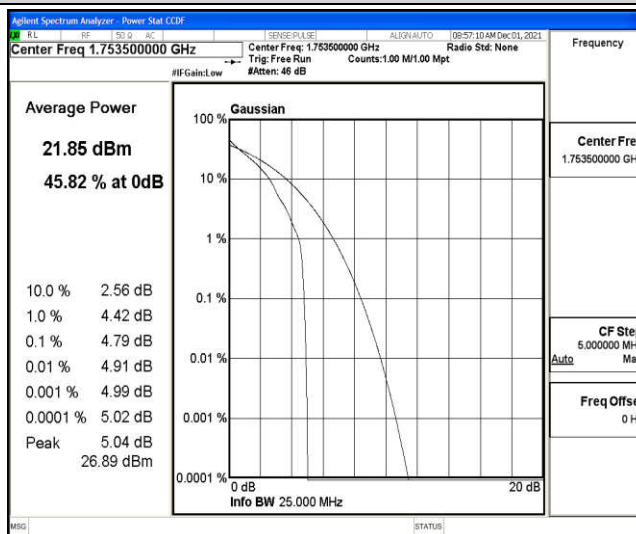 Agilent Spectrum Analyzer - Power Stat CCDF
RL RF 50 Ω AC SENSE:PULSE ALIGNAUTO 08:57:10 AM Dec 01, 2021
Center Freq 1.753500000 GHz
Center Freq: 1.753500000 GHz Radio Std: None
Trig: Free Run Counts:1.00 M/1.00 Mpt
#IFGain:Low #Atten: 46 dB
Frequency
Average Power
21.85 dBm
45.82 % at 0dB
10.0 % 2.56 dB
1.0 % 4.42 dB
0.1 % 4.79 dB
0.01 % 4.91 dB
0.001 % 4.99 dB
0.0001 % 5.02 dB
Peak 5.04 dB
26.89 dBm
Gaussian
100 %
10 %
1 %
0.1 %
0.01 %
0.001 %
0.0001 %
0 dB 20 dB
Info BW 25.000 MHz
Center Fre
1.753500000 GH
CF Ste
5.000000 MH
Auto Ma
Freq Offse
0 H
MSG STATUS